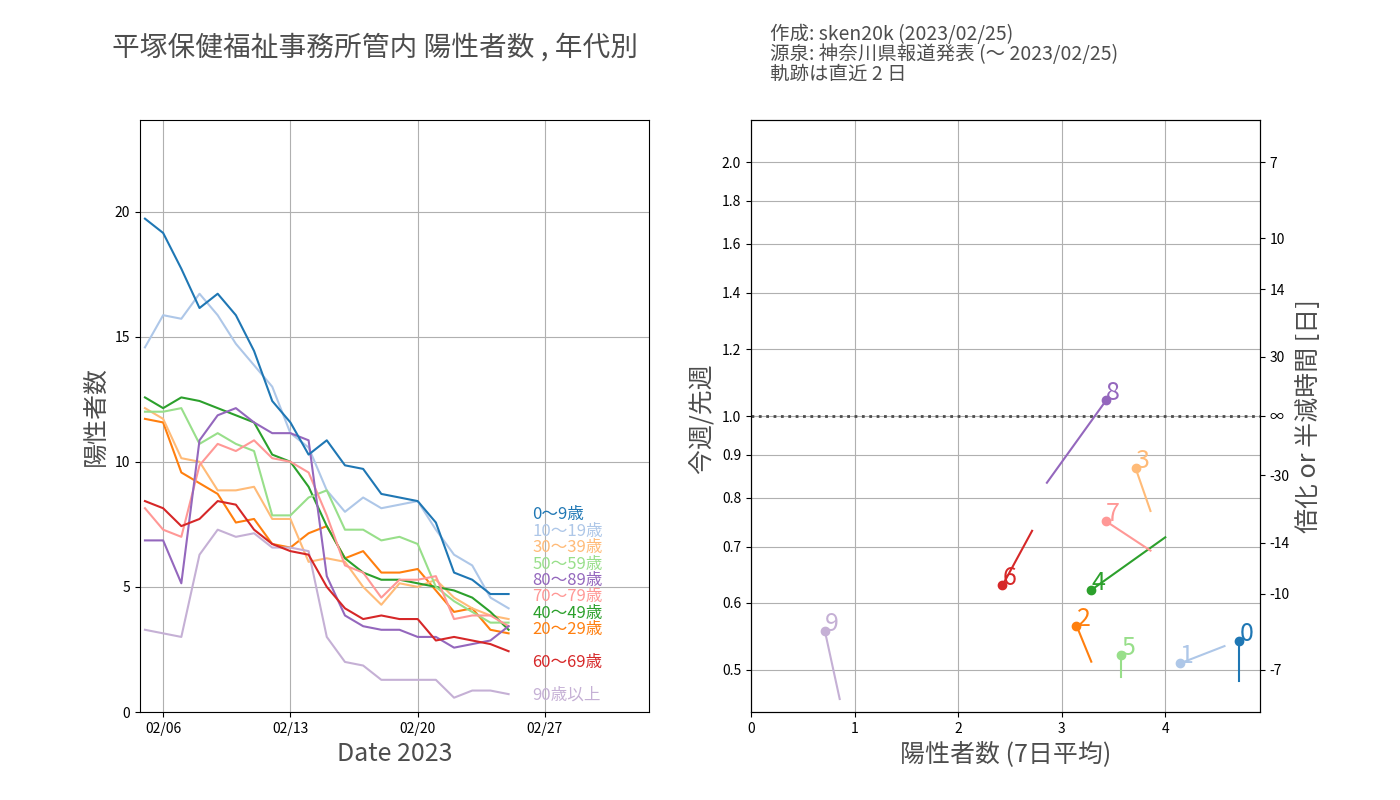 平塚保健福祉事務所管内 陽性者数 , 年代別
作成: sken20k (2023/02/25)
源泉: 神奈川県報道発表 (〜 2023/02/25)
軌跡は直近 2 日
陽性者数
20
15
10
5
0
02/06
02/13
02/20
02/27
Date 2023
0〜9歳
10〜19歳
30〜39歳
50〜59歳
80〜89歳
70〜79歳
40〜49歳
20〜29歳
60〜69歳
90歳以上
今週/先週
2.0
1.8
1.6
1.4
1.2
1.0
0.9
0.8
0.7
0.6
0.5
8
3
7
6
4
9
2
0
5
1
0
1
2
3
4
陽性者数 (7日平均)
7
10
14
30
∞
-30
-14
-10
-7
倍化 or 半減時間 [日]